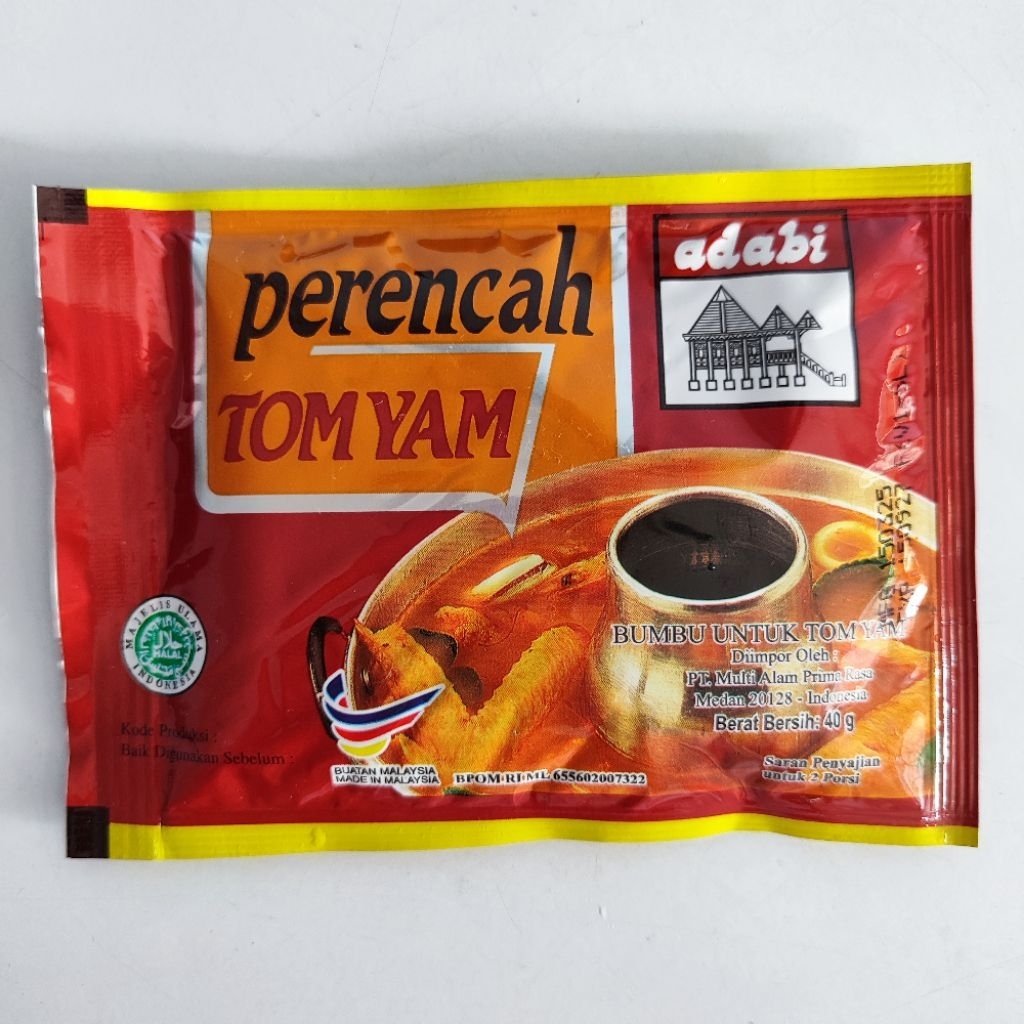 perencah
TOM YAM
adabi
MAJELIS ULAMA
HALAL
INDONESIA
BUMBU UNTUK TOM YAM
Diimpor Oleh :
PT. Multi Alam Prima Rasa
Medan 20128 - Indonesia
Berat Bersih: 40 g
Saran Penyajian
untuk 2 Porsi
Kode Produksi :
Baik Digunakan Sebelum :
BUATAN MALAYSIA
MADE IN MALAYSIA
BPOM RI ML 655602007322